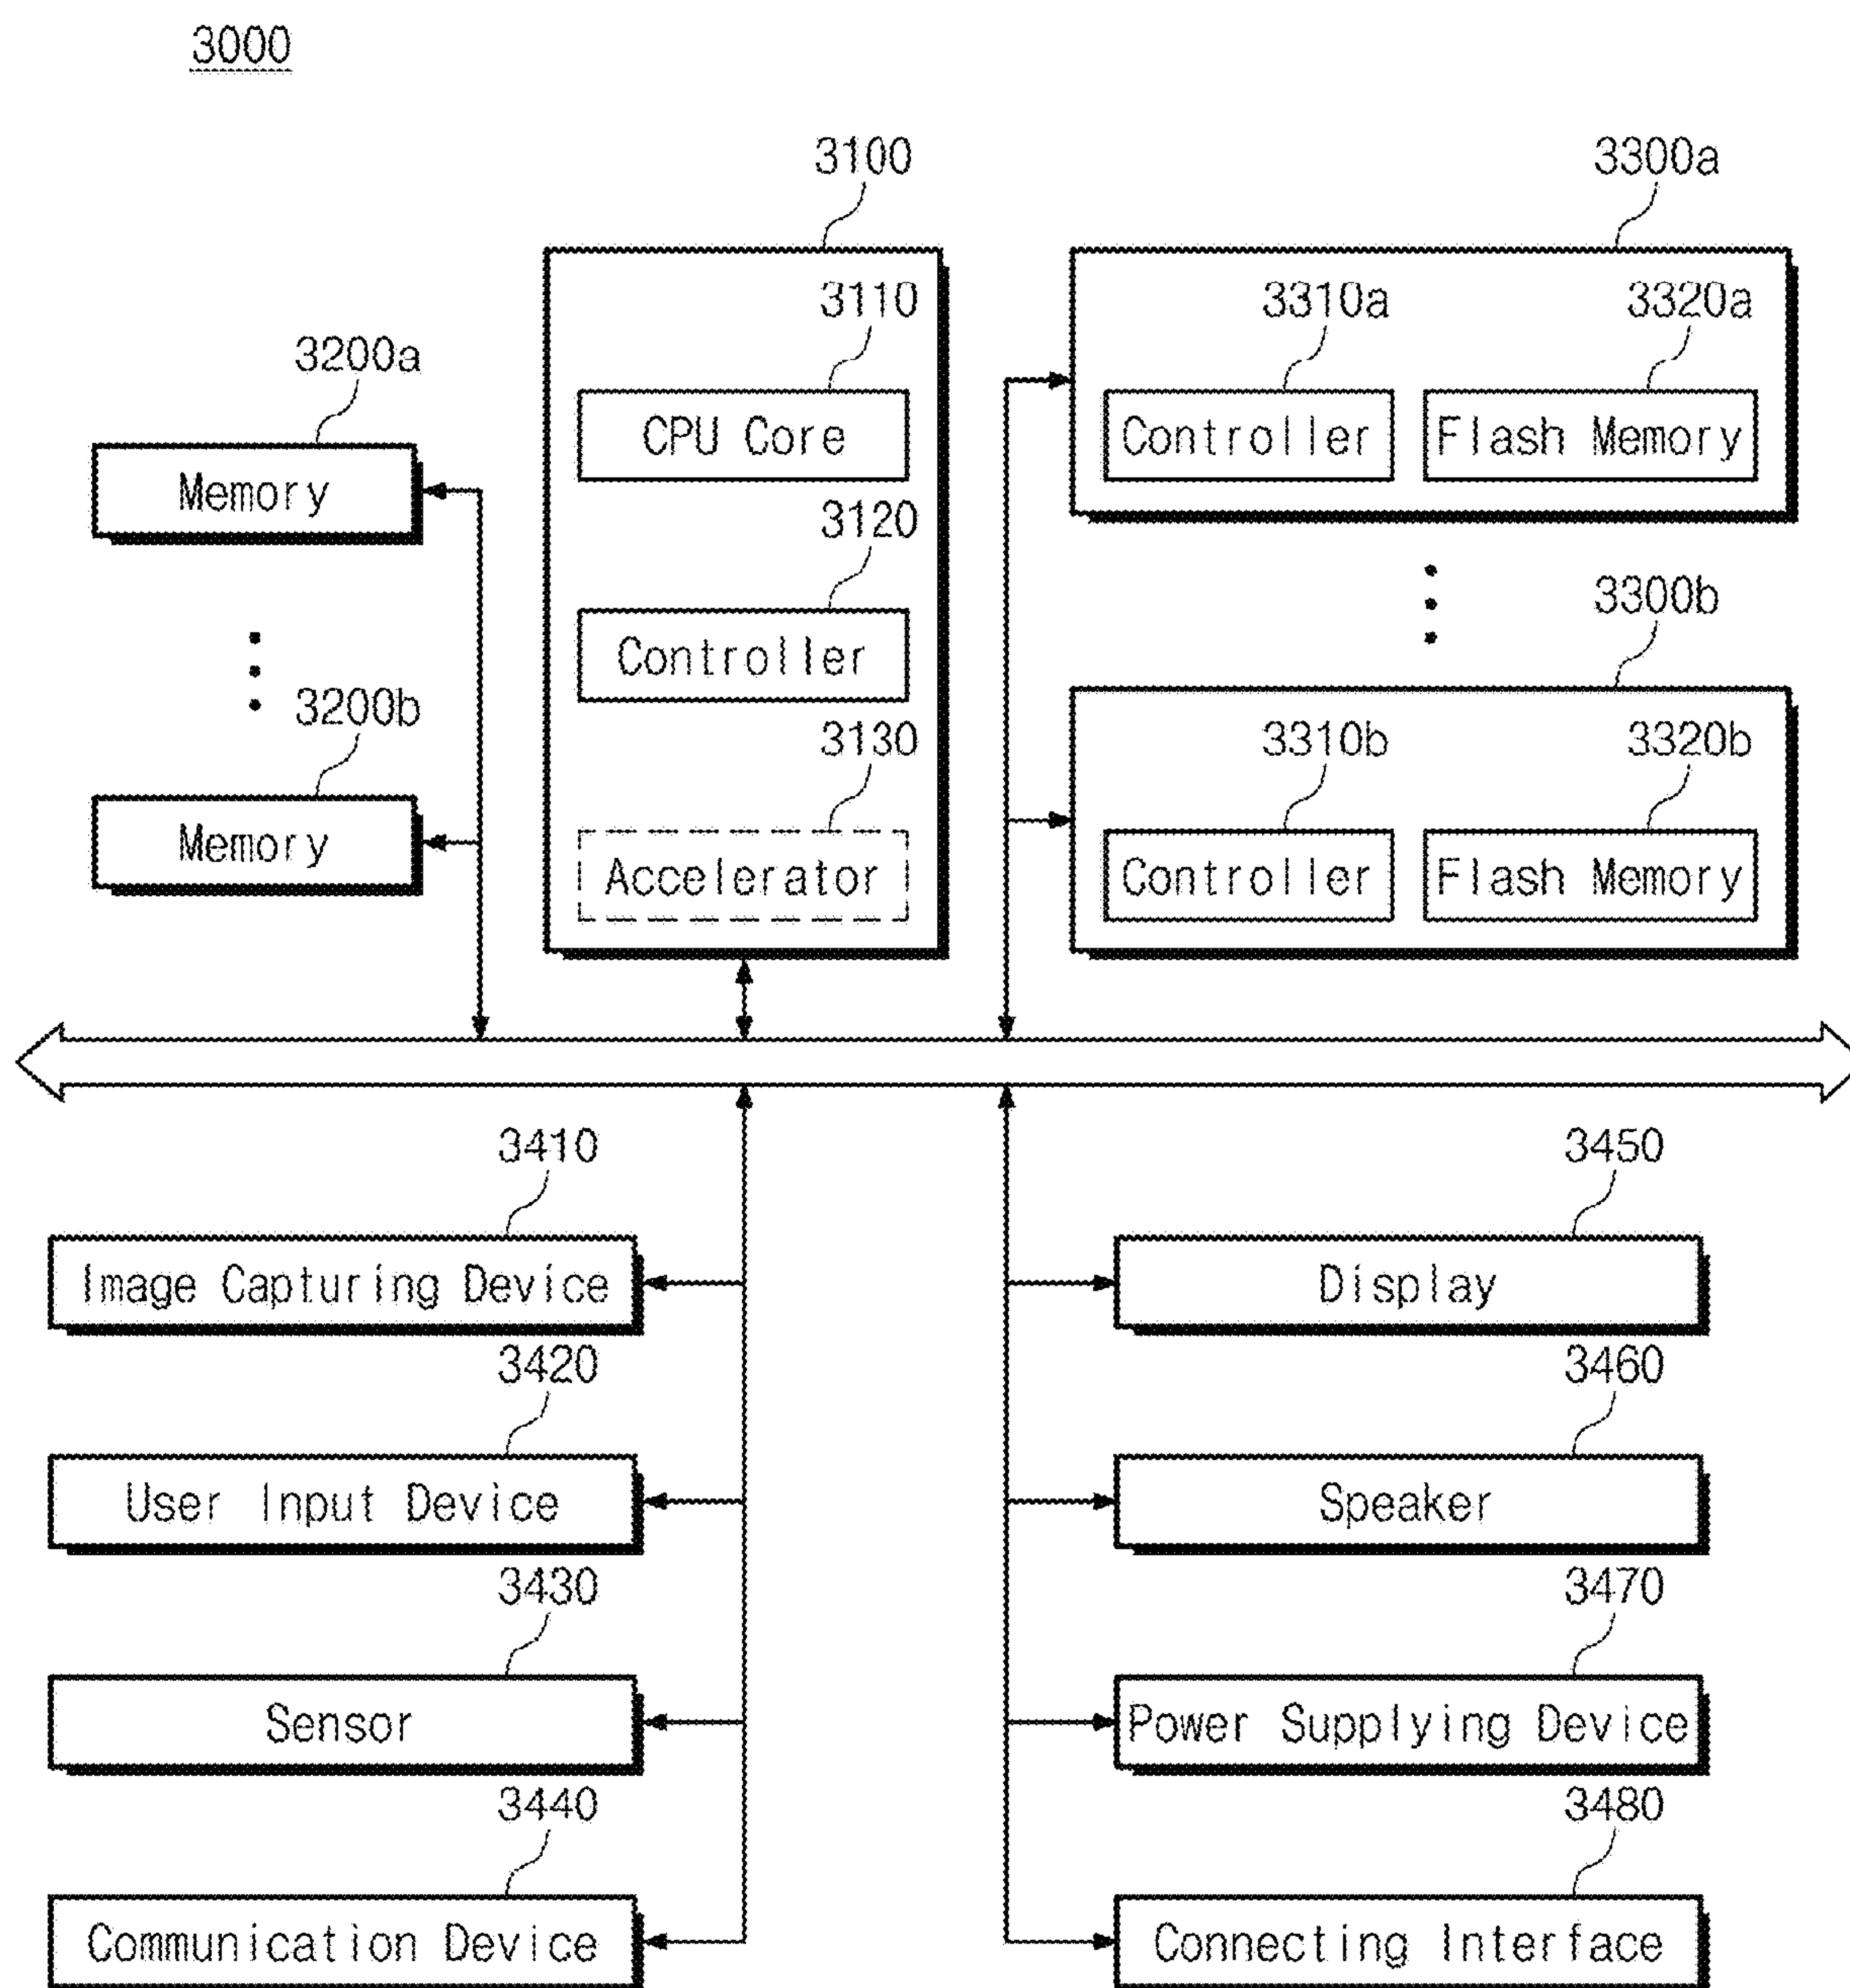 3000
3100
3300a
3110
3310a
3320a
3200a
CPU Core
Controller
Flash Memory
Memory
3120
3300b
Controller
3200b
3130
3310b
3320b
Memory
Accelerator
Controller
Flash Memory
3410
3450
Image Capturing Device
Display
3420
3460
User Input Device
Speaker
3430
3470
Sensor
Power Supplying Device
3440
3480
Communication Device
Connecting Interface